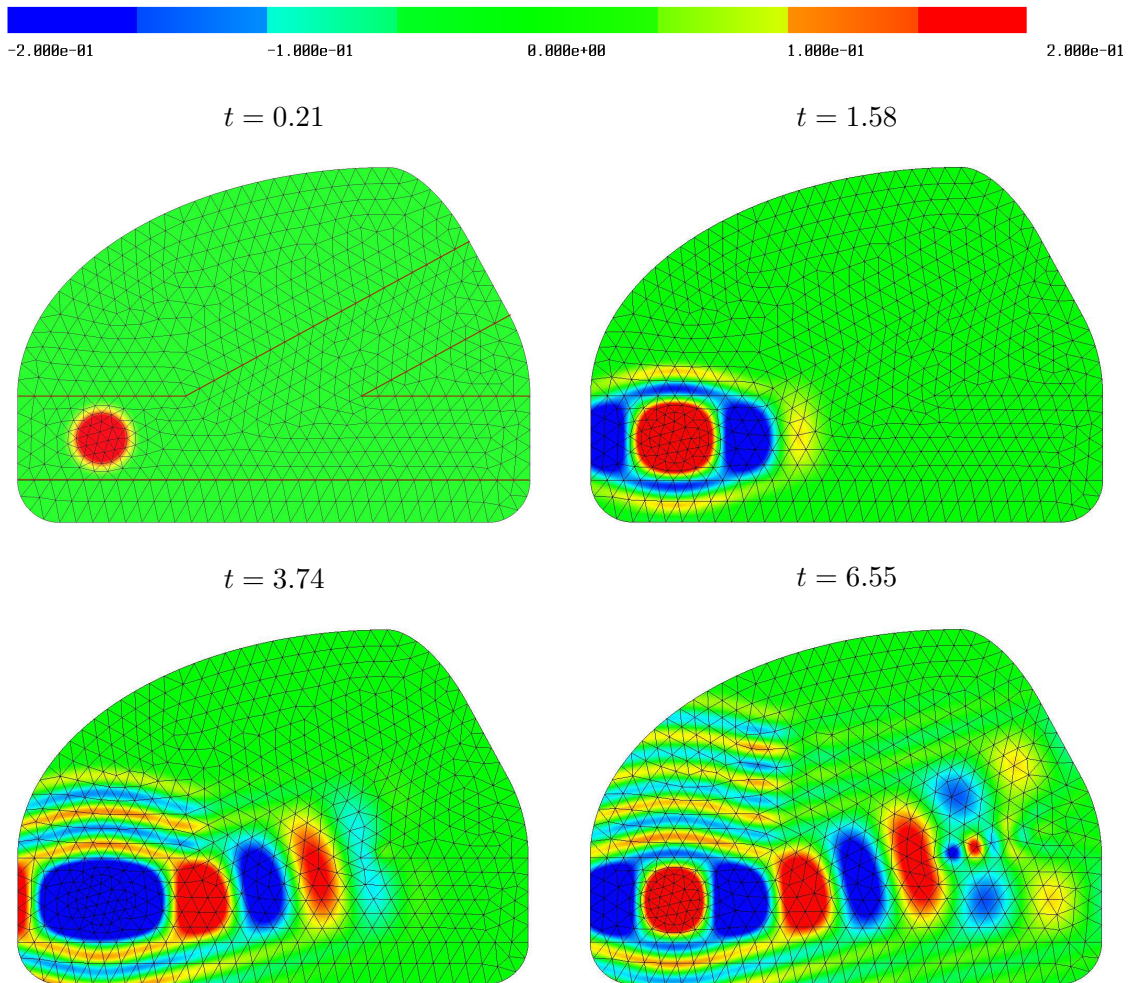 -2.000e-01 -1.000e-01 0.000e+00 1.000e-01 2.000e-01
t = 0.21 t = 1.58
t = 3.74 t = 6.55